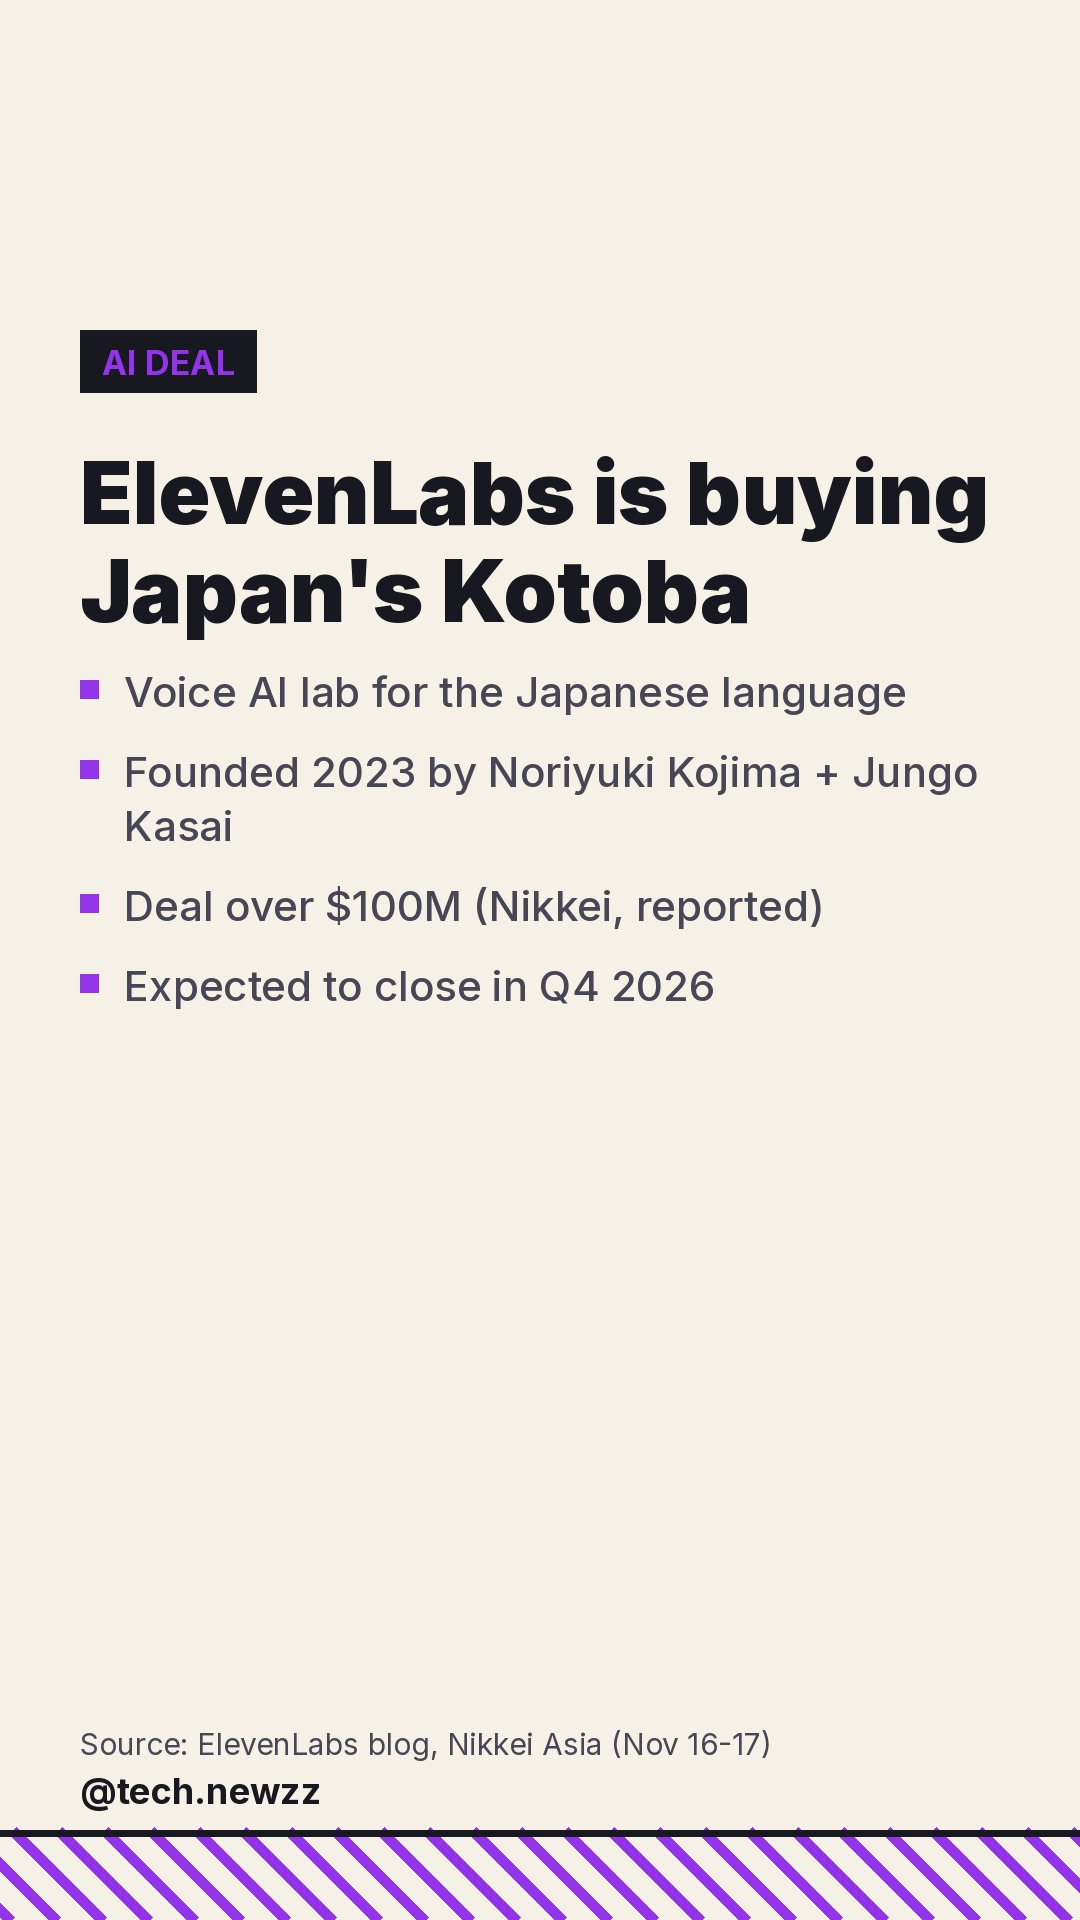 AI DEAL
ElevenLabs is buying
Japan's Kotoba
Voice AI lab for the Japanese language
Founded 2023 by Noriyuki Kojima + Jungo
Kasai
Deal over $100M (Nikkei, reported)
Expected to close in Q4 2026
Source: ElevenLabs blog, Nikkei Asia (Nov 16-17)
@tech.newzz